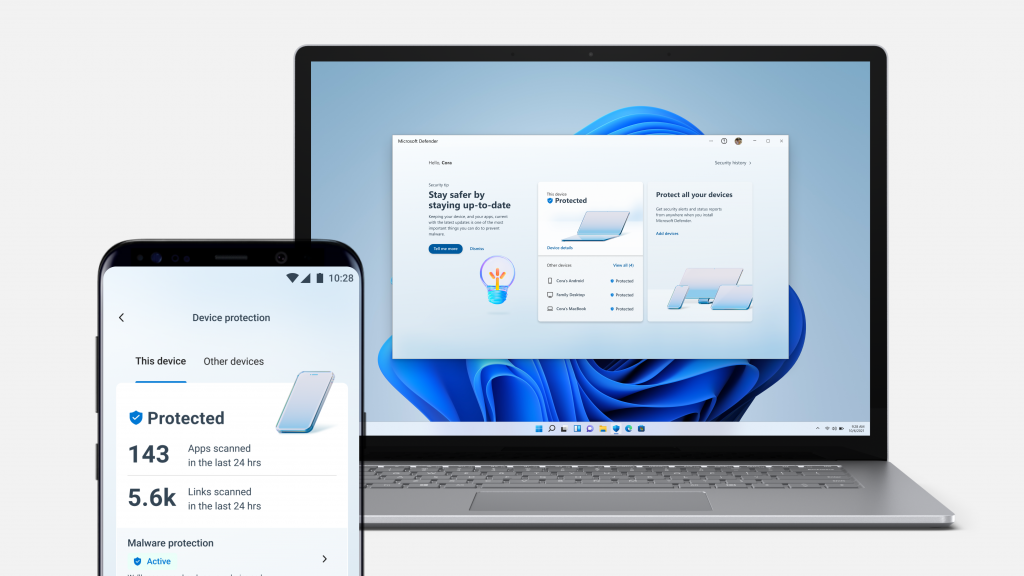 Microsoft Defender
Hello, Cora
Security history
Security tip
Stay safer by
staying up-to-date
Keeping your device, and your apps, current
with the latest updates is one of the most
important things you can do to prevent
malware.
Tell me more
Dismiss
This device
Protected
Device details
Other devices
View all (4)
Cora's Android
Protected
Family Desktop
Protected
Cora's MacBook
Protected
Protect all your devices
Get security alerts and status reports
from anywhere when you install
Microsoft Defender.
Add devices
10:28
Device protection
This device
Other devices
Protected
143
Apps scanned
in the last 24 hrs
5.6k
Links scanned
in the last 24 hrs
Malware protection
Active